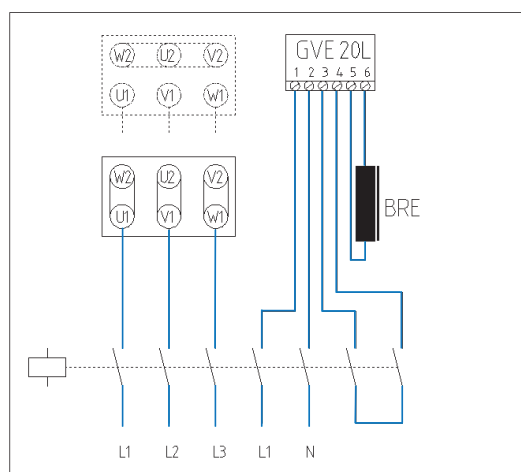 GVE 20L
W2 U2 V2
1 2 3 4 5 6
U1 V1 W1
W2 U2 V2
BRE
U1 V1 W1
L1 L2 L3 L1 N